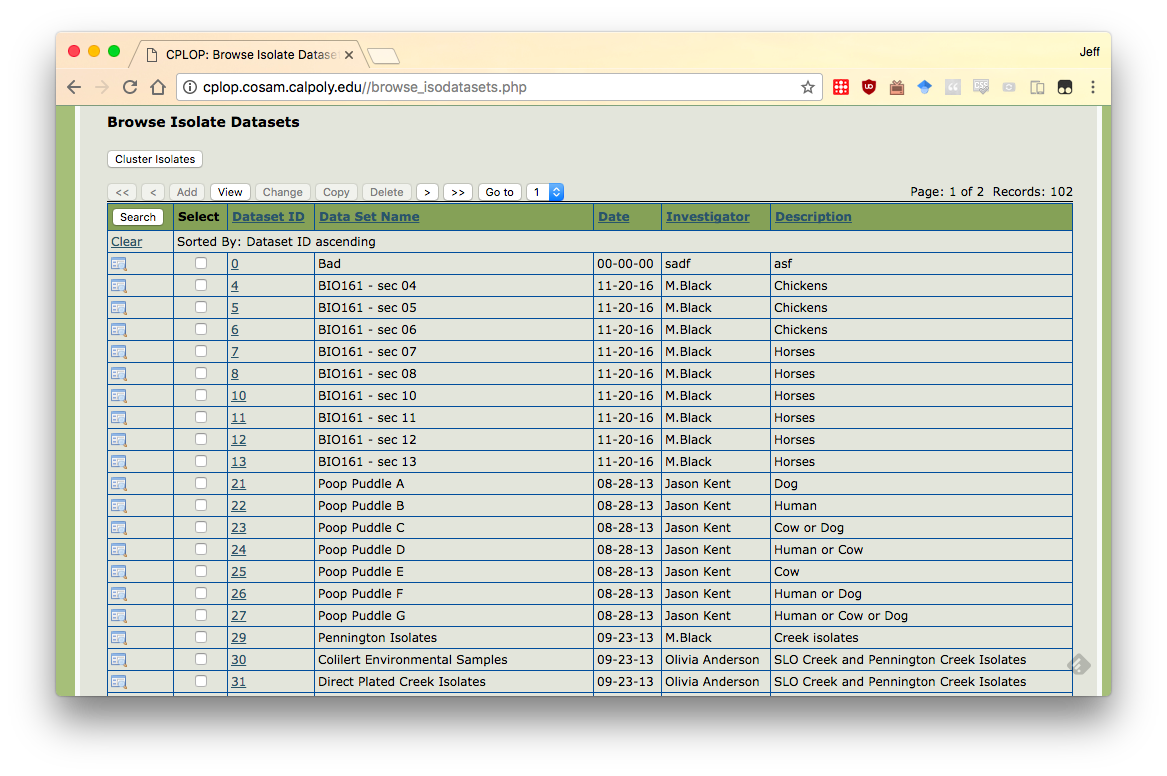 CPLOP: Browse Isolate Datase
Jeff
cplop.cosam.calpoly.edu//browse_isodatasets.php
Browse Isolate Datasets
Cluster Isolates
<< < Add View Change Copy Delete > >> Go to 1 Page: 1 of 2 Records: 102
Search Select Dataset ID Data Set Name Date Investigator Description
Clear Sorted By: Dataset ID ascending
0 Bad 00-00-00 sadf asf
4 BIO161 - sec 04 11-20-16 M.Black Chickens
5 BIO161 - sec 05 11-20-16 M.Black Chickens
6 BIO161 - sec 06 11-20-16 M.Black Chickens
7 BIO161 - sec 07 11-20-16 M.Black Horses
8 BIO161 - sec 08 11-20-16 M.Black Horses
10 BIO161 - sec 10 11-20-16 M.Black Horses
11 BIO161 - sec 11 11-20-16 M.Black Horses
12 BIO161 - sec 12 11-20-16 M.Black Horses
13 BIO161 - sec 13 11-20-16 M.Black Horses
21 Poop Puddle A 08-28-13 Jason Kent Dog
22 Poop Puddle B 08-28-13 Jason Kent Human
23 Poop Puddle C 08-28-13 Jason Kent Cow or Dog
24 Poop Puddle D 08-28-13 Jason Kent Human or Cow
25 Poop Puddle E 08-28-13 Jason Kent Cow
26 Poop Puddle F 08-28-13 Jason Kent Human or Dog
27 Poop Puddle G 08-28-13 Jason Kent Human or Cow or Dog
29 Pennington Isolates 09-23-13 M.Black Creek isolates
30 Colilert Environmental Samples 09-23-13 Olivia Anderson SLO Creek and Pennington Creek Isolates
31 Direct Plated Creek Isolates 09-23-13 Olivia Anderson SLO Creek and Pennington Creek Isolates